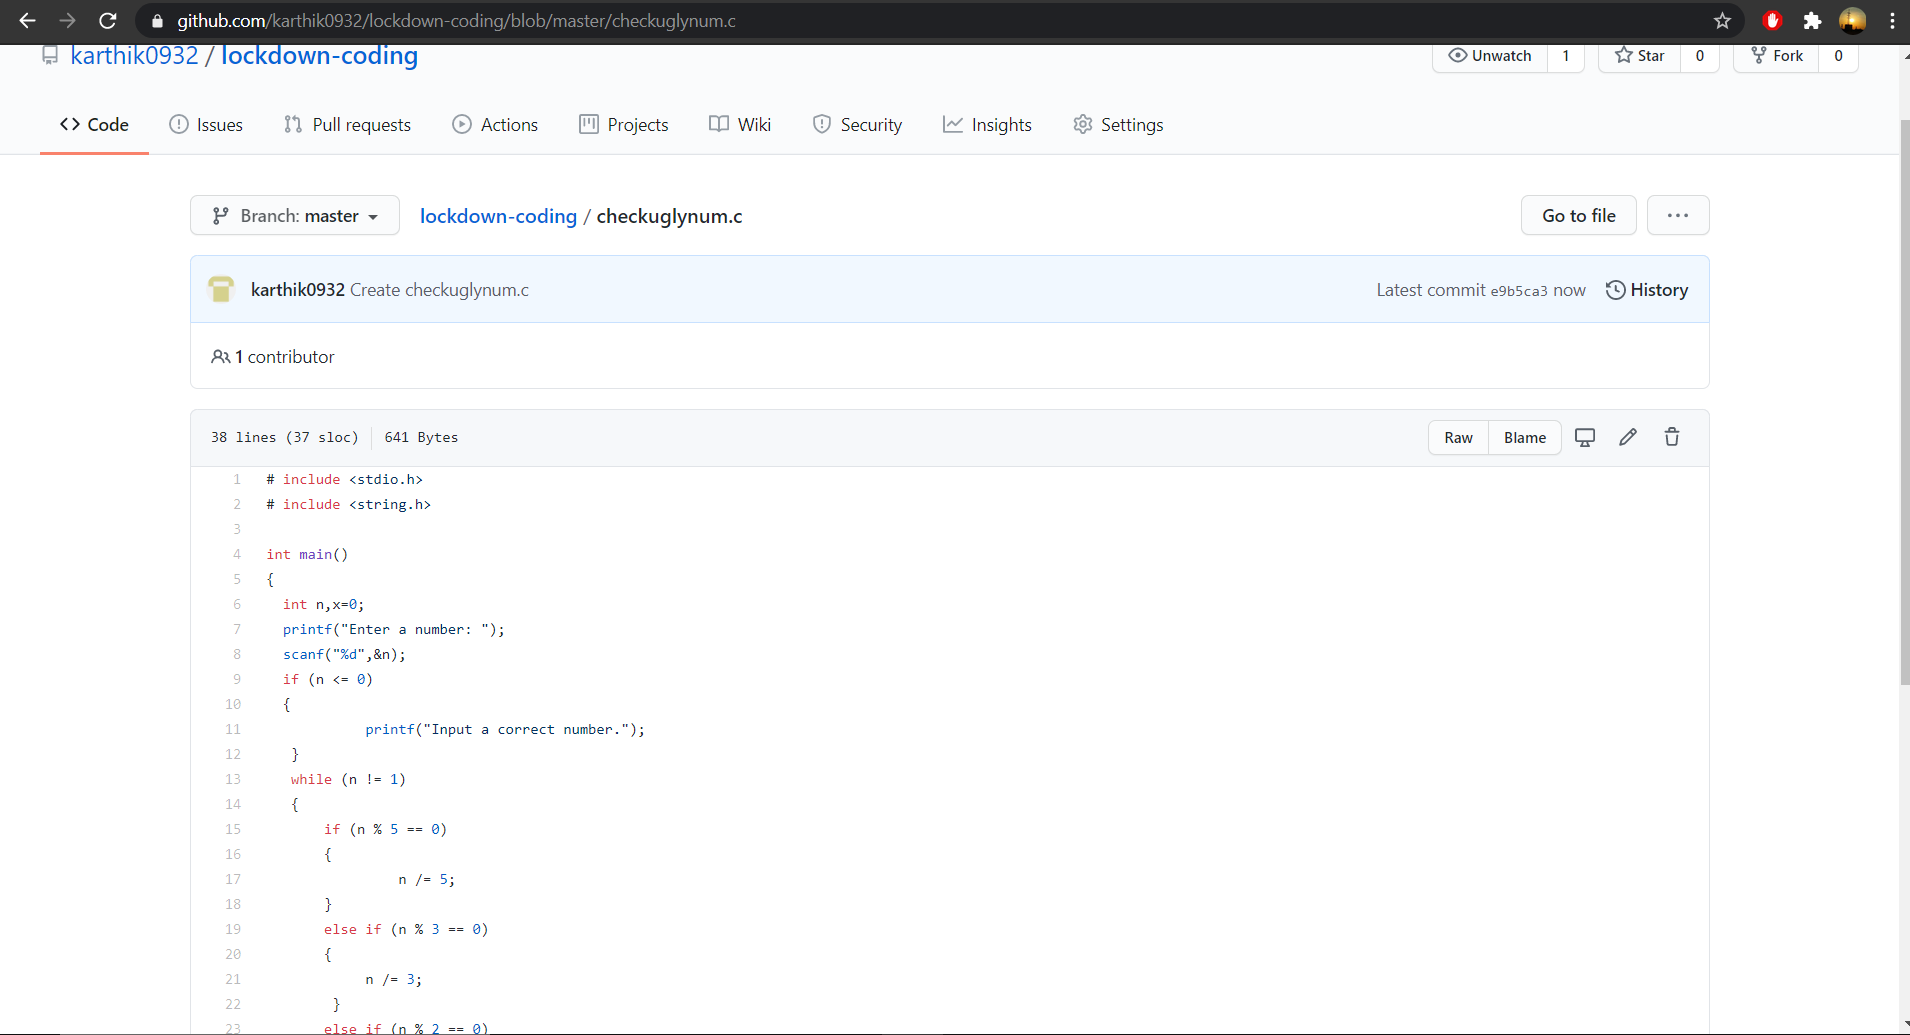 github.com/karthik0932/lockdown-coding/blob/master/checkuglynum.c
karthik0932 / lockdown-coding
Unwatch 1 Star 0 Fork 0
Code Issues Pull requests Actions Projects Wiki Security Insights Settings
Branch: master lockdown-coding / checkuglynum.c Go to file ...
karthik0932 Create checkuglynum.c Latest commit e9b5ca3 now History
1 contributor
38 lines (37 sloc) 641 Bytes Raw Blame
1 # include <stdio.h>
2 # include <string.h>
3
4 int main()
5 {
6 int n,x=0;
7 printf("Enter a number: ");
8 scanf("%d",&n);
9 if (n <= 0)
10 {
11 printf("Input a correct number.");
12 }
13 while (n != 1)
14 {
15 if (n % 5 == 0)
16 {
17 n /= 5;
18 }
19 else if (n % 3 == 0)
20 {
21 n /= 3;
22 }
23 else if (n % 2 == 0)